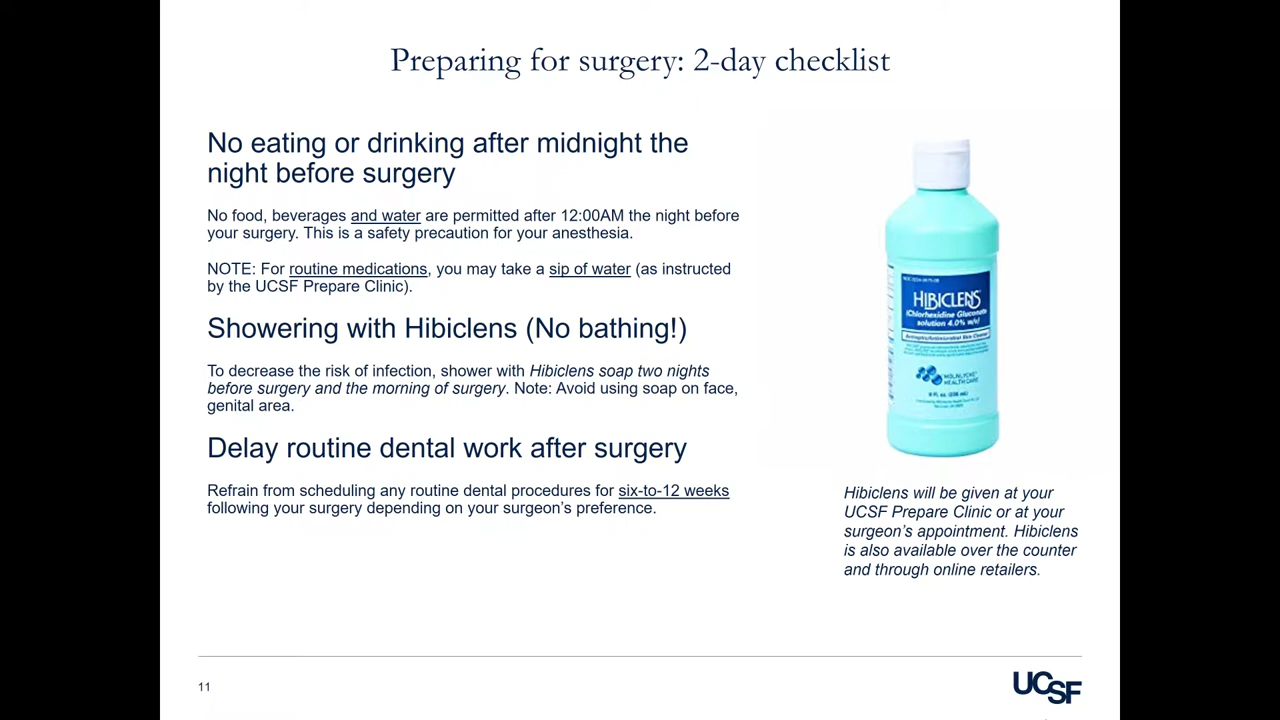 Preparing for surgery: 2-day checklist
No eating or drinking after midnight the
night before surgery
No food, beverages and water are permitted after 12:00AM the night before
your surgery. This is a safety precaution for your anesthesia.
NOTE: For routine medications, you may take a sip of water (as instructed
by the UCSF Prepare Clinic).
Showering with Hibiclens (No bathing!)
To decrease the risk of infection, shower with Hibiclens soap two nights
before surgery and the morning of surgery. Note: Avoid using soap on face,
genital area.
Delay routine dental work after surgery
Refrain from scheduling any routine dental procedures for six-to-12 weeks
following your surgery depending on your surgeon's preference.
HIBICLENS
(Chlorhexidine Gluconate
solution 4.0% w/v)
Antiseptic/Antimicrobial Skin Cleanser
MÖLNLYCKE
HEALTH CARE
Hibiclens will be given at your
UCSF Prepare Clinic or at your
surgeon's appointment. Hibiclens
is also available over the counter
and through online retailers.
11
UCSF